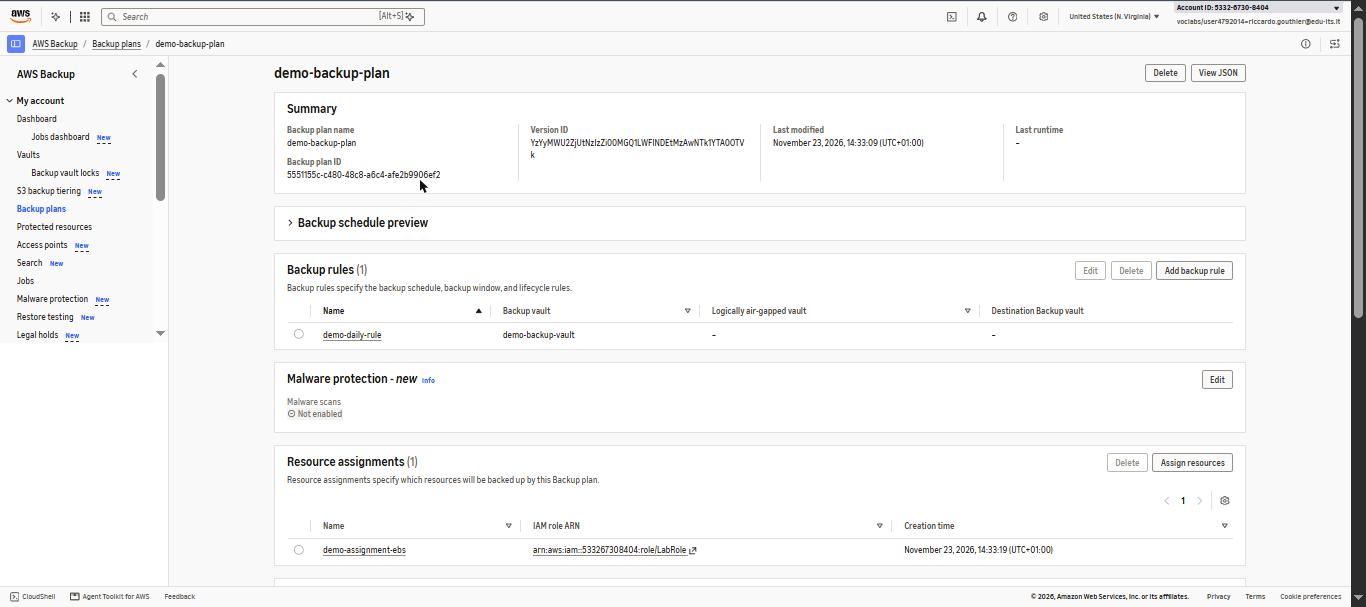 aws
Search
[Alt+S]
United States (N. Virginia)
Account ID: 5332-6730-8404
voclabs/user4792014=riccardo.gouthier@edu-its.it
AWS Backup / Backup plans / demo-backup-plan
AWS Backup
My account
Dashboard
Jobs dashboard New
Vaults
Backup vault locks New
S3 backup tiering New
Backup plans
Protected resources
Access points New
Search New
Jobs
Malware protection New
Restore testing New
Legal holds New
demo-backup-plan
Delete
View JSON
Summary
Backup plan name
demo-backup-plan
Backup plan ID
5551155c-c480-48c8-a6c4-afe2b9906ef2
Version ID
YzYyMWU2ZjUtNzIzZi00MGQ1LWFlNDEtMzAwNTk1YTA0OTV
k
Last modified
November 23, 2026, 14:33:09 (UTC+01:00)
Last runtime
–
Backup schedule preview
Backup rules (1)
Edit
Delete
Add backup rule
Backup rules specify the backup schedule, backup window, and lifecycle rules.
Name Backup vault Logically air-gapped vault Destination Backup vault
demo-daily-rule demo-backup-vault – –
Malware protection - new Info
Edit
Malware scans
Not enabled
Resource assignments (1)
Delete
Assign resources
Resource assignments specify which resources will be backed up by this Backup plan.
1
Name IAM role ARN Creation time
demo-assignment-ebs arn:aws:iam::533267308404:role/LabRole November 23, 2026, 14:33:19 (UTC+01:00)
CloudShell Agent Toolkit for AWS Feedback
© 2026, Amazon Web Services, Inc. or its affiliates. Privacy Terms Cookie preferences